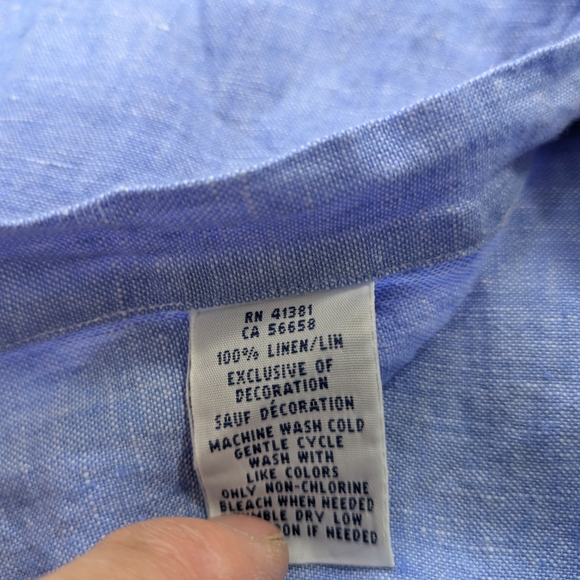 RN 41381
CA 56658
100% LINEN/LIN
EXCLUSIVE OF
DECORATION
SAUF DÉCORATION
MACHINE WASH COLD
GENTLE CYCLE
WASH WITH
LIKE COLORS
ONLY NON-CHLORINE
BLEACH WHEN NEEDED
DRY LOW
IF NEEDED